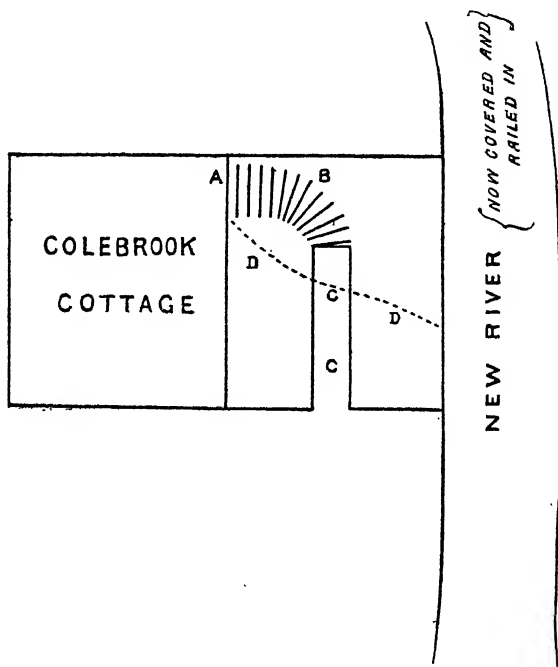 NEW RIVER { NOW COVERED AND }
RAILED IN
A
B
COLEBROOK
COTTAGE
D
C
D
C